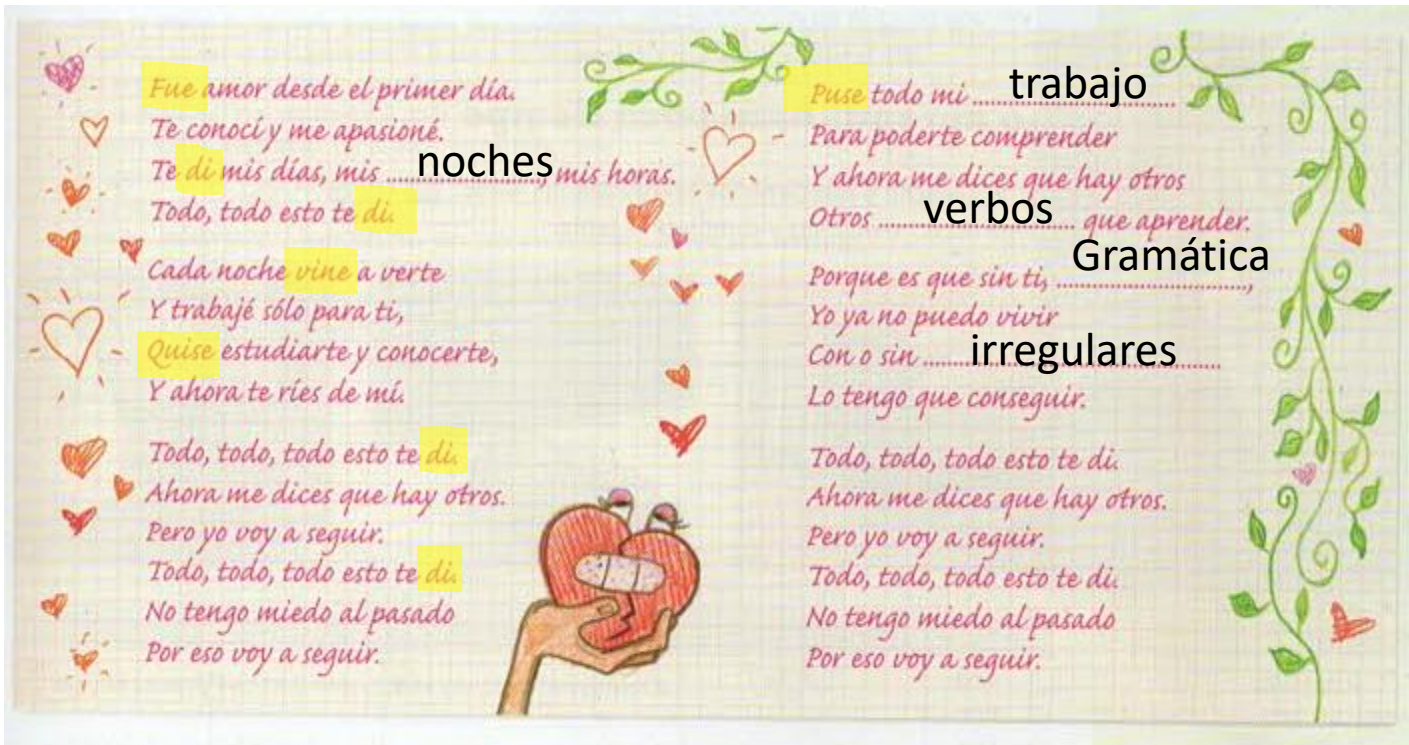 Fue amor desde el primer día.
Te conocí y me apasioné.
Te di mis días, mis noches, mis horas.
Todo, todo esto te di.
Cada noche vine a verte
Y trabajé sólo para ti,
Quise estudiarte y conocerte,
Y ahora te ríes de mí.
Todo, todo, todo esto te di.
Ahora me dices que hay otros.
Pero yo voy a seguir.
Todo, todo, todo esto te di.
No tengo miedo al pasado
Por eso voy a seguir.
Puse todo mi trabajo
Para poderte comprender
Y ahora me dices que hay otros
Otros verbos que aprender.
Porque es que sin ti, Gramática,
Yo ya no puedo vivir
Con o sin irregulares
Lo tengo que conseguir.
Todo, todo, todo esto te di.
Ahora me dices que hay otros.
Pero yo voy a seguir.
Todo, todo, todo esto te di.
No tengo miedo al pasado
Por eso voy a seguir.